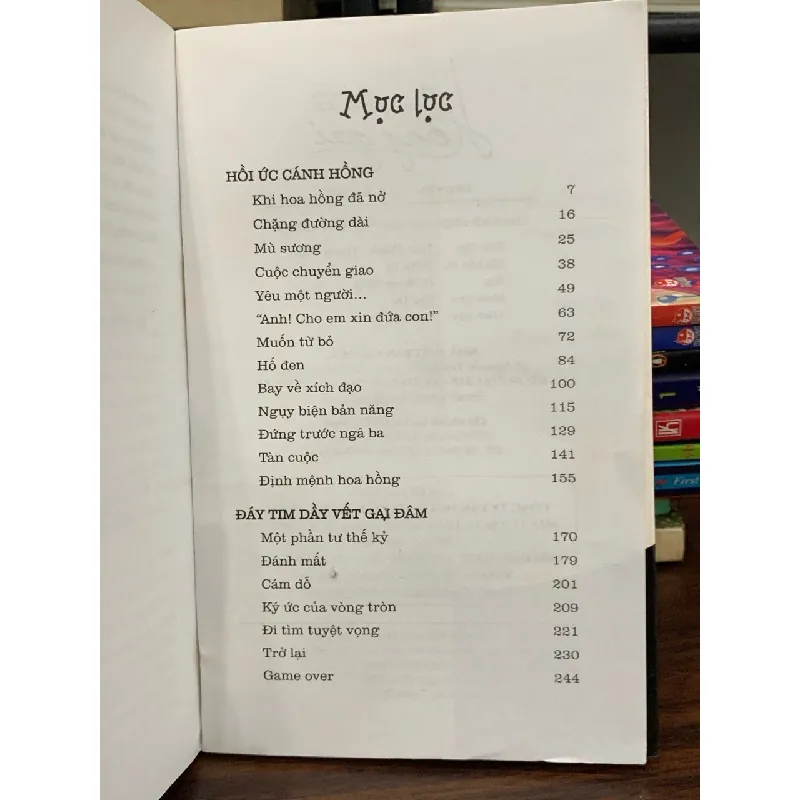 Mục lục
HỒI ỨC CÁNH HỒNG
Khi hoa hồng đã nở 7
Chặng đường dài 16
Mù sương 25
Cuộc chuyển giao 38
Yêu một người... 49
“Anh! Cho em xin đứa con!” 63
Muốn từ bỏ 72
Hố đen 84
Bay về xích đạo 100
Ngụy biện bản năng 115
Đứng trước ngã ba 129
Tàn cuộc 141
Định mệnh hoa hồng 155
ĐÁY TIM DẦY VẾT GAI ĐÂM
Một phần tư thế kỷ 170
Đánh mất 179
Cám dỗ 201
Ký ức của vòng tròn 209
Đi tìm tuyệt vọng 221
Trở lại 230
Game over 244
1
First